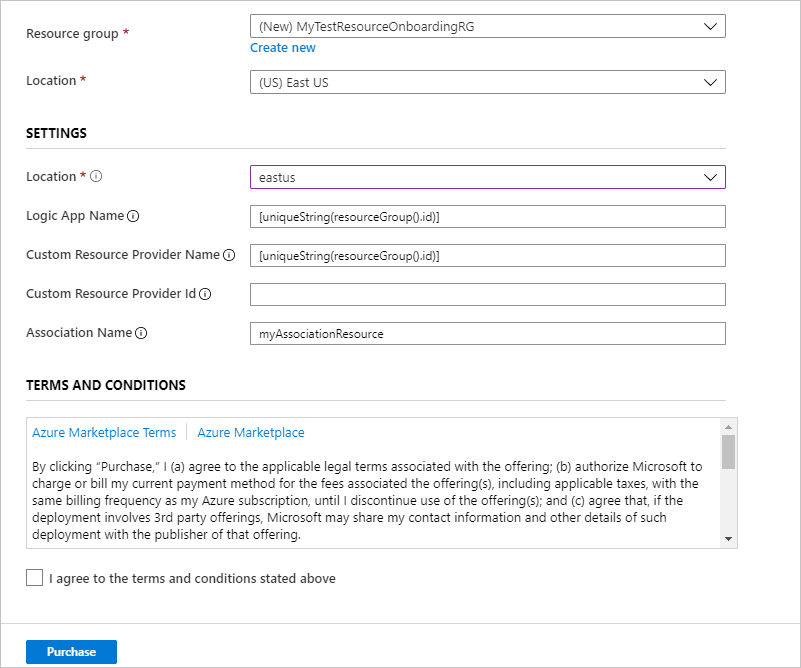 Resource group *
(New) MyTestResourceOnboardingRG
Create new
Location *
(US) East US
SETTINGS
Location *
eastus
Logic App Name
[uniqueString(resourceGroup().id)]
Custom Resource Provider Name
[uniqueString(resourceGroup().id)]
Custom Resource Provider Id
Association Name
myAssociationResource
TERMS AND CONDITIONS
Azure Marketplace Terms
Azure Marketplace
By clicking “Purchase,” I (a) agree to the applicable legal terms associated with the offering; (b) authorize Microsoft to
charge or bill my current payment method for the fees associated the offering(s), including applicable taxes, with the
same billing frequency as my Azure subscription, until I discontinue use of the offering(s); and (c) agree that, if the
deployment involves 3rd party offerings, Microsoft may share my contact information and other details of such
deployment with the publisher of that offering.
I agree to the terms and conditions stated above
Purchase